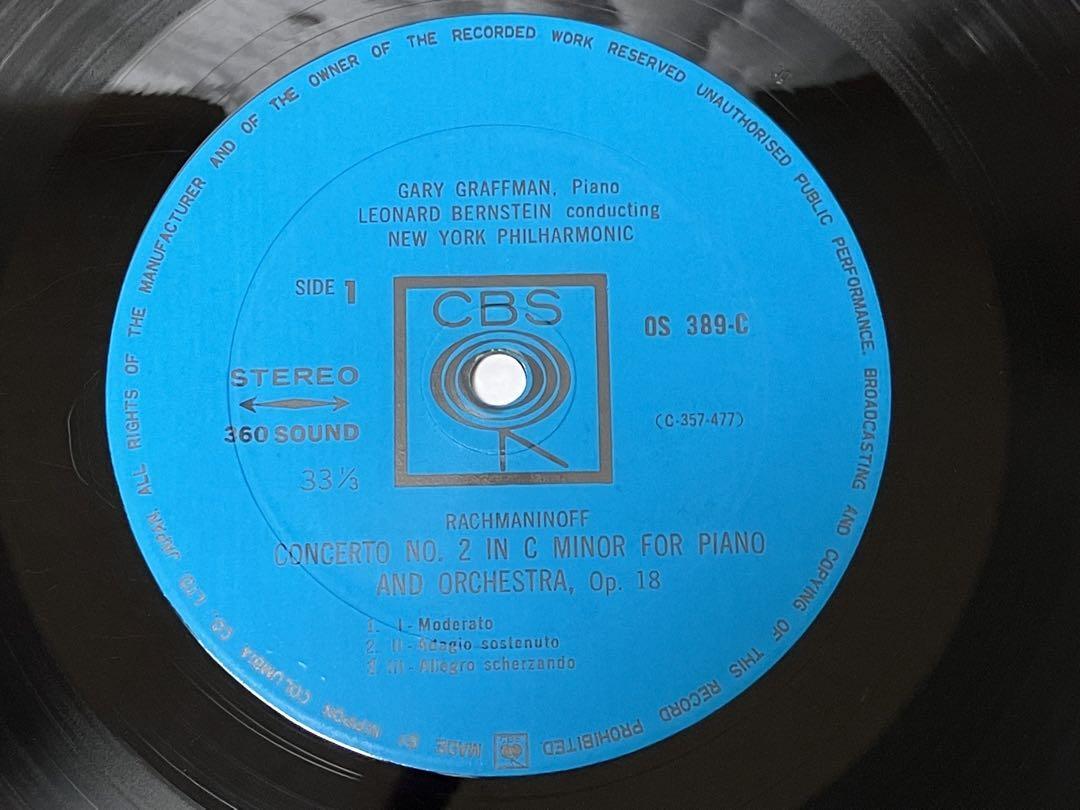 ALL RIGHTS OF THE MANUFACTURER AND OF THE OWNER OF THE RECORDED WORK RESERVED UNAUTHORISED PUBLIC PERFORMANCE. BROADCASTING AND COPYING OF THIS RECORD PROHIBITED
GARY GRAFFMAN, Piano
LEONARD BERNSTEIN conducting
NEW YORK PHILHARMONIC
SIDE 1
CBS
OS 389-C
STEREO
360 SOUND
(C-357-477)
33 1/3
RACHMANINOFF
CONCERTO NO. 2 IN C MINOR FOR PIANO
AND ORCHESTRA, Op. 18
1. I - Moderato
2. II - Adagio sostenuto
3. III - Allegro scherzando
CBS MADE BY NIPPON COLUMBIA CO., LTD JAPAN.